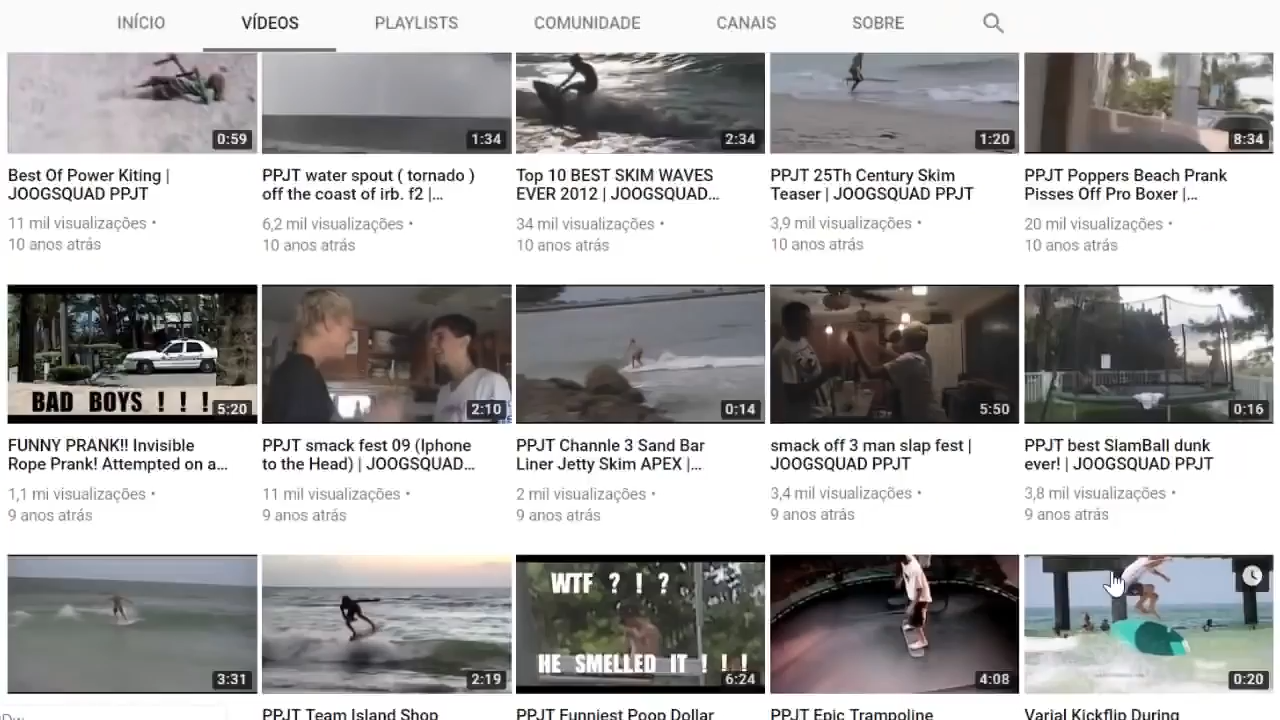 INÍCIO VÍDEOS PLAYLISTS COMUNIDADE CANAIS SOBRE
0:59 1:34 2:34 1:20 8:34
Best Of Power Kiting |
JOOGSQUAD PPJT
11 mil visualizações •
10 anos atrás
PPJT water spout ( tornado )
off the coast of irb. f2 |...
6,2 mil visualizações •
10 anos atrás
Top 10 BEST SKIM WAVES
EVER 2012 | JOOGSQUAD...
34 mil visualizações •
10 anos atrás
PPJT 25Th Century Skim
Teaser | JOOGSQUAD PPJT
3,9 mil visualizações •
10 anos atrás
PPJT Poppers Beach Prank
Pisses Off Pro Boxer |...
20 mil visualizações •
10 anos atrás
BAD BOYS ! ! !
5:20 2:10 0:14 5:50 0:16
FUNNY PRANK!! Invisible
Rope Prank! Attempted on a...
1,1 mi visualizações •
9 anos atrás
PPJT smack fest 09 (Iphone
to the Head) | JOOGSQUAD...
11 mil visualizações •
9 anos atrás
PPJT Channle 3 Sand Bar
Liner Jetty Skim APEX |...
2 mil visualizações •
9 anos atrás
smack off 3 man slap fest |
JOOGSQUAD PPJT
3,4 mil visualizações •
9 anos atrás
PPJT best SlamBall dunk
ever! | JOOGSQUAD PPJT
3,8 mil visualizações •
9 anos atrás
WTF ? ! ?
HE SMELLED IT ! ! !
3:31 2:19 6:24 4:08 0:20
PPJT Team Island Shop
PPJT Funniest Poop Dollar
PPJT Epic Trampoline
Varial Kickflip During